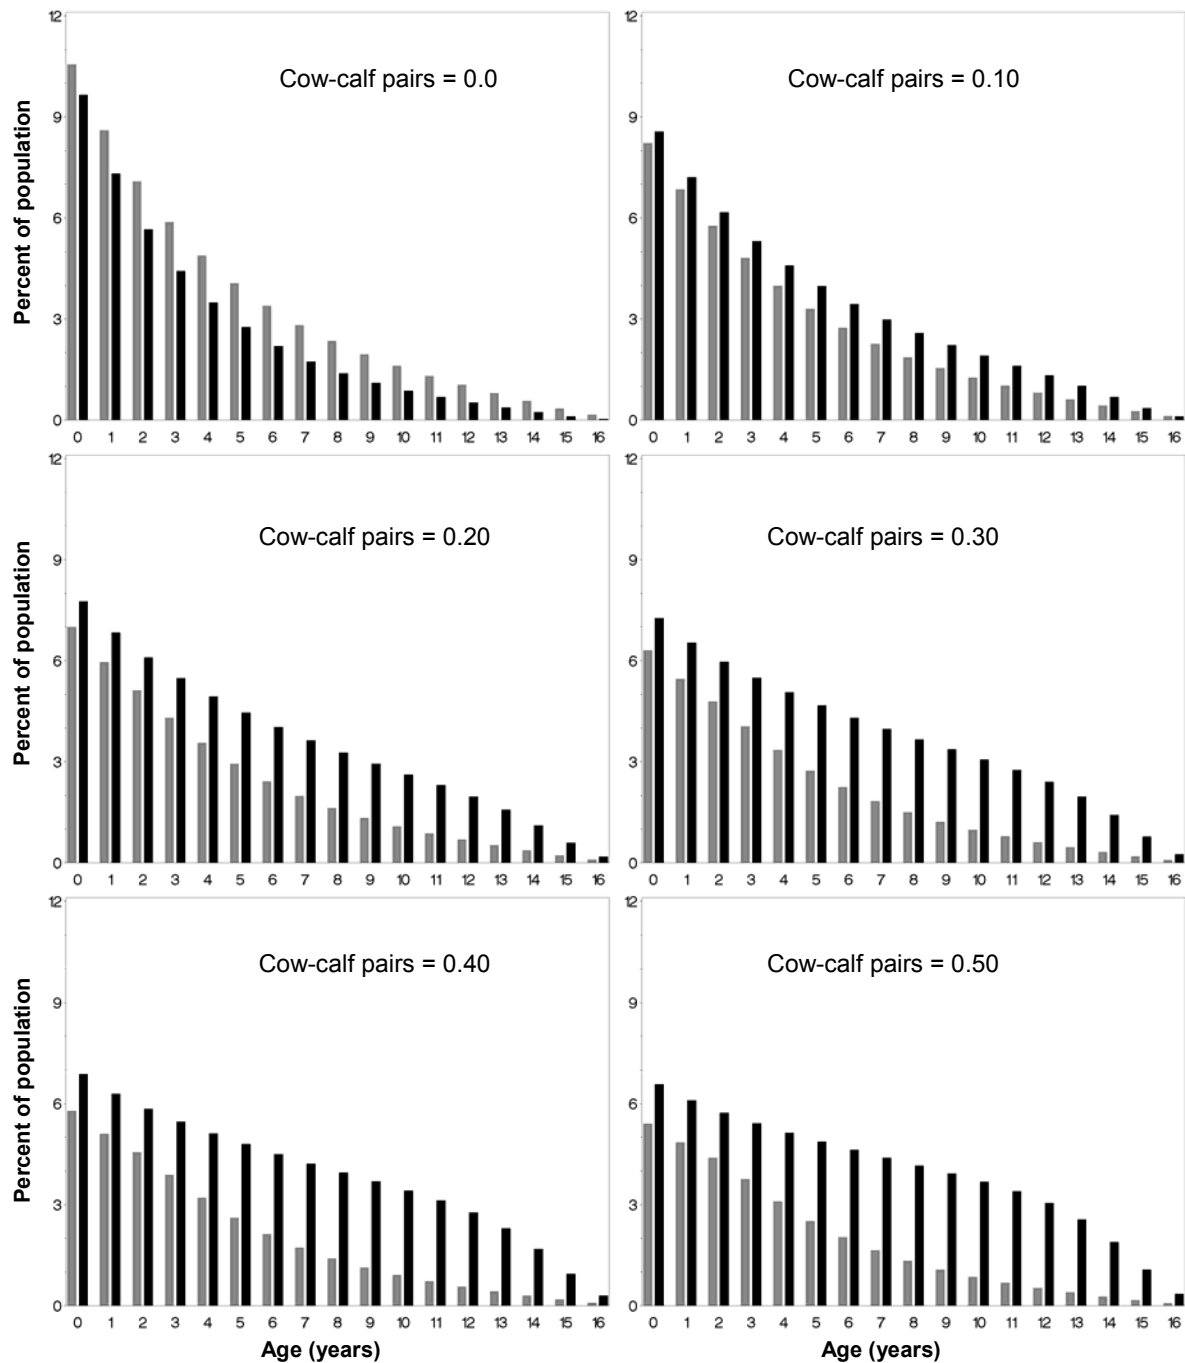 12
9
6
3
0
Percent of population
Cow-calf pairs = 0.0
0 1 2 3 4 5 6 7 8 9 10 11 12 13 14 15 16
12
9
6
3
0
Cow-calf pairs = 0.10
0 1 2 3 4 5 6 7 8 9 10 11 12 13 14 15 16
12
9
6
3
0
Percent of population
Cow-calf pairs = 0.20
0 1 2 3 4 5 6 7 8 9 10 11 12 13 14 15 16
12
9
6
3
0
Cow-calf pairs = 0.30
0 1 2 3 4 5 6 7 8 9 10 11 12 13 14 15 16
12
9
6
3
0
Percent of population
Cow-calf pairs = 0.40
0 1 2 3 4 5 6 7 8 9 10 11 12 13 14 15 16
Age (years)
12
9
6
3
0
Cow-calf pairs = 0.50
0 1 2 3 4 5 6 7 8 9 10 11 12 13 14 15 16
Age (years)